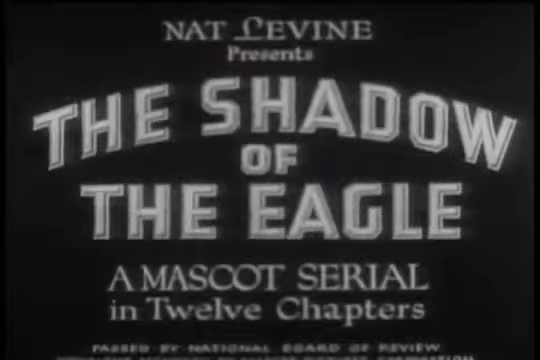 NAT LEVINE
Presents
THE SHADOW
OF
THE EAGLE
A MASCOT SERIAL
in Twelve Chapters
PASSED BY NATIONAL BOARD OF REVIEW